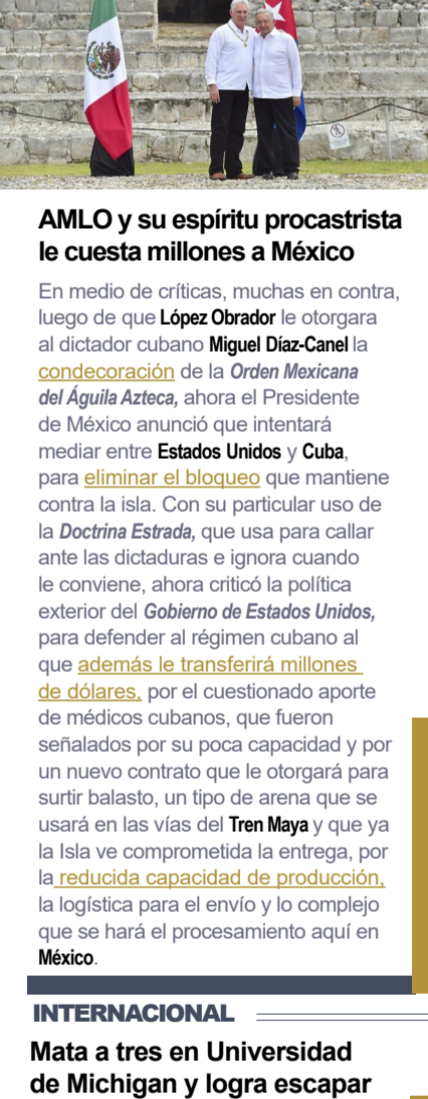 AMLO y su espíritu procastrista
le cuesta millones a México
En medio de críticas, muchas en contra,
luego de que López Obrador le otorgara
al dictador cubano Miguel Díaz-Canel la
condecoración de la Orden Mexicana
del Águila Azteca, ahora el Presidente
de México anunció que intentará
mediar entre Estados Unidos y Cuba,
para eliminar el bloqueo que mantiene
contra la isla. Con su particular uso de
la Doctrina Estrada, que usa para callar
ante las dictaduras e ignora cuando
le conviene, ahora criticó la política
exterior del Gobierno de Estados Unidos,
para defender al régimen cubano al
que además le transferirá millones
de dólares, por el cuestionado aporte
de médicos cubanos, que fueron
señalados por su poca capacidad y por
un nuevo contrato que le otorgará para
surtir balasto, un tipo de arena que se
usará en las vías del Tren Maya y que ya
la Isla ve comprometida la entrega, por
la reducida capacidad de producción,
la logística para el envío y lo complejo
que se hará el procesamiento aquí en
México.
INTERNACIONAL
Mata a tres en Universidad
de Michigan y logra escapar